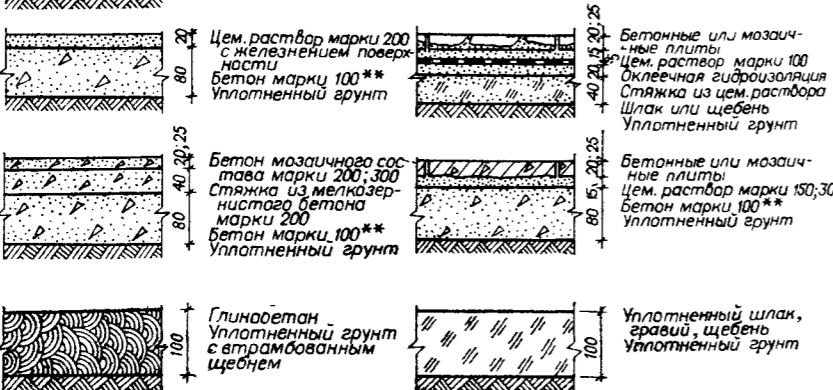 20
80
Цем. раствор марки 200
с железнением поверх-
ности
Бетон марки 100**
Уплотненный грунт
20; 25
15
5
20
40
Бетонные или мозаич-
ные плиты
Цем. раствор марки 100
Оклеечная гидроизоляция
Стяжка из цем. раствора
Шлак или щебень
Уплотненный грунт
20; 25
40
80
Бетон мозаичного сос-
тава марки 200; 300
Стяжка из мелкозер-
нистого бетона
марки 200
Бетон марки 100**
Уплотненный грунт
20; 25
15
80
Бетонные или мозаич-
ные плиты
Цем. раствор марки 150; 30
Бетон марки 100**
Уплотненный грунт
100
Глинобетон
Уплотненный грунт
с втрамбованным
щебнем
100
Уплотненный шлак,
гравий, щебень
Уплотненный грунт